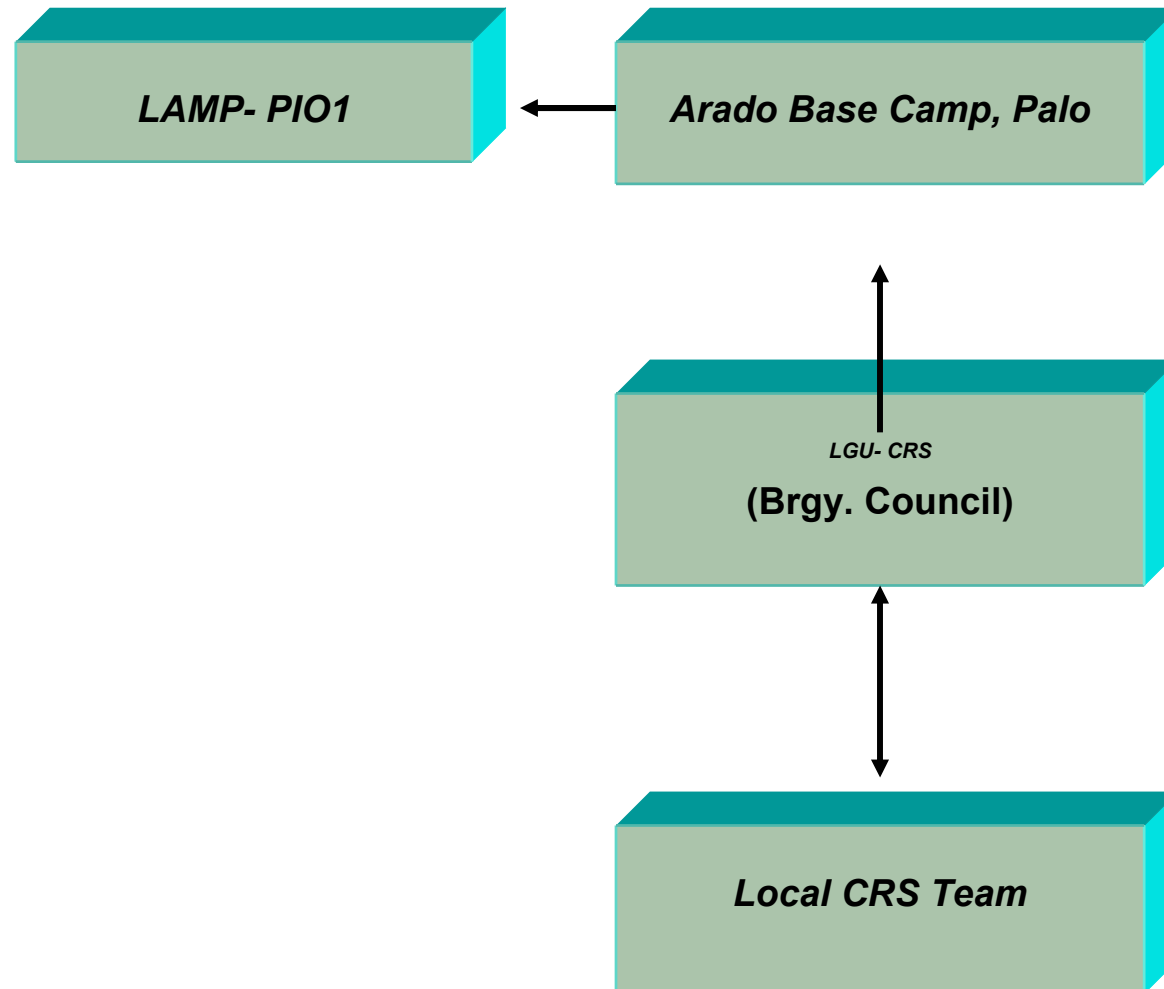 LAMP- PIO1
Arado Base Camp, Palo
LGU- CRS
(Brgy. Council)
Local CRS Team